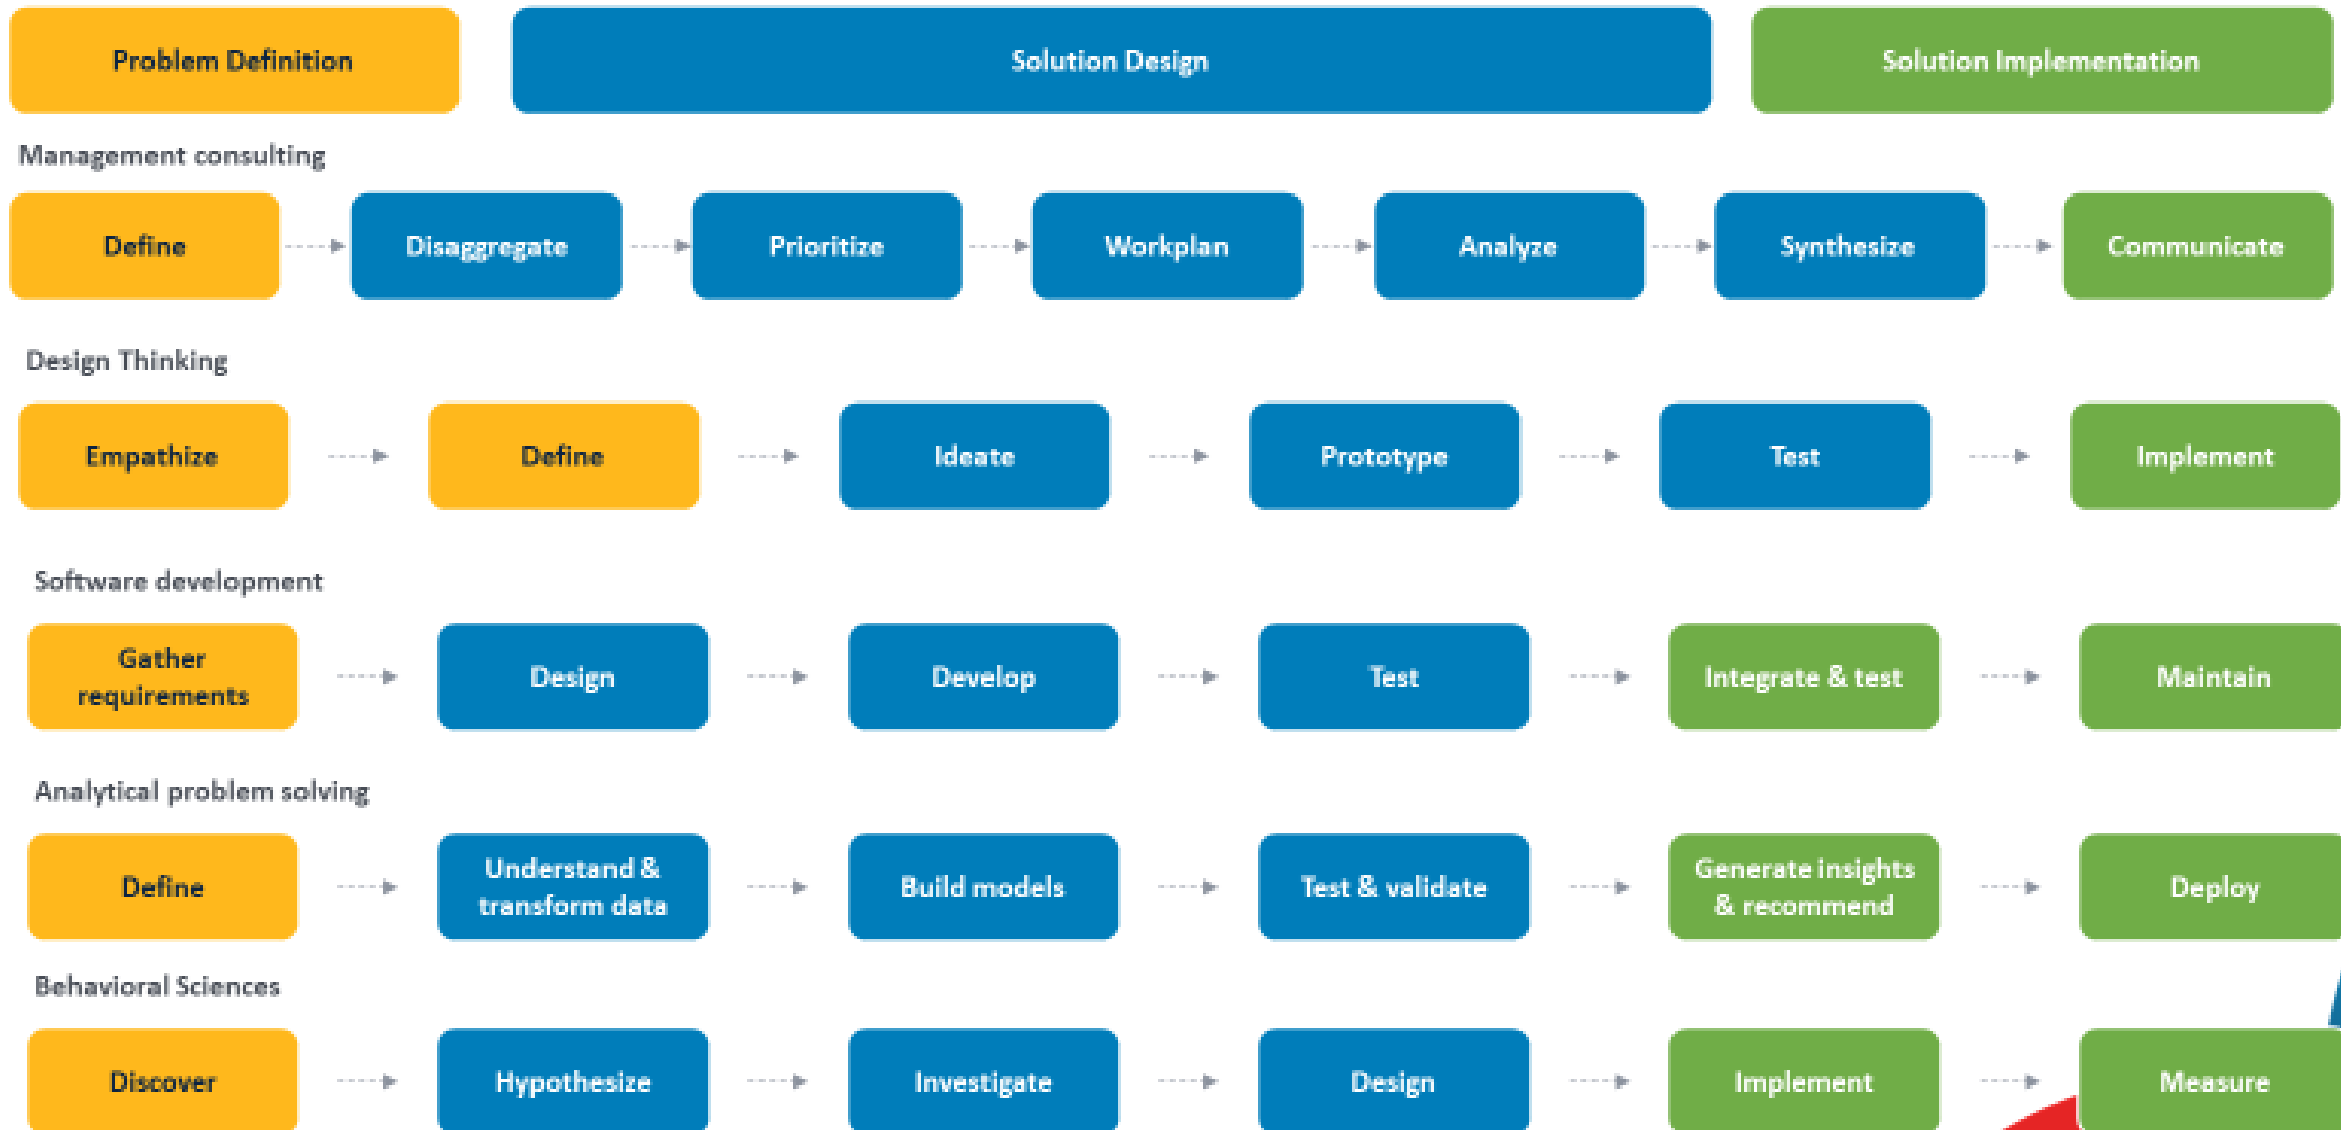 Problem Definition
Solution Design
Solution Implementation
Management consulting
Define
Disaggregate
Prioritize
Workplan
Analyze
Synthesize
Communicate
Design Thinking
Empathize
Define
Ideate
Prototype
Test
Implement
Software development
Gather
requirements
Design
Develop
Test
Integrate & test
Maintain
Analytical problem solving
Define
Understand &
transform data
Build models
Test & validate
Generate insights
& recommend
Deploy
Behavioral Sciences
Discover
Hypothesize
Investigate
Design
Implement
Measure